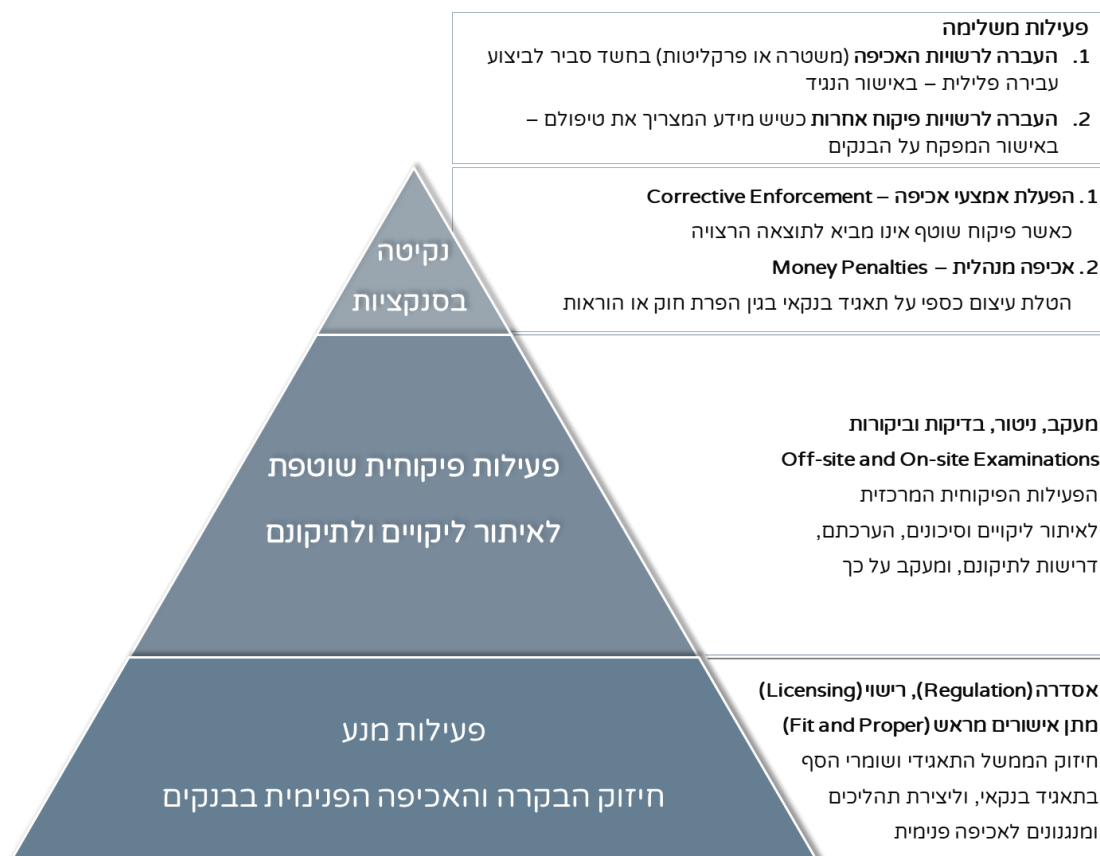 פעילות משלימה
1. העברה לרשויות האכיפה (משטרה או פרקליטות) בחשד סביר לביצוע
עבירה פלילית – באישור הנגיד
2. העברה לרשויות פיקוח אחרות כשיש מידע המצריך את טיפולם –
באישור המפקח על הבנקים
1. הפעלת אמצעי אכיפה – Corrective Enforcement
כאשר פיקוח שוטף אינו מביא לתוצאה הרצויה
2. אכיפה מנהלית – Money Penalties
הטלת עיצום כספי על תאגיד בנקאי בגין הפרת חוק או הוראות
נקיטה
בסנקציות
מעקב, ניטור, בדיקות וביקורות
Off-site and On-site Examinations
הפעילות הפיקוחית המרכזית
לאיתור ליקויים וסיכונים, הערכתם,
דרישות לתיקונם, ומעקב על כך
פעילות פיקוחית שוטפת
לאיתור ליקויים ולתיקונם
אסדרה (Regulation), רישוי (Licensing)
מתן אישורים מראש (Fit and Proper)
חיזוק הממשל התאגידי ושומרי הסף
בתאגיד בנקאי, וליצירת תהליכים
ומנגנונים לאכיפה פנימית
פעילות מנע
חיזוק הבקרה והאכיפה הפנימית בבנקים